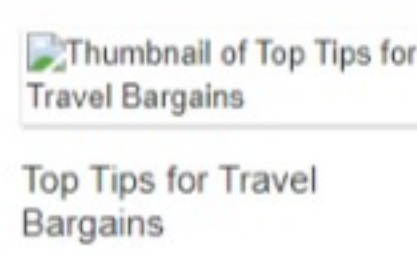 Thumbnail of Top Tips for
Travel Bargains
Top Tips for Travel
Bargains